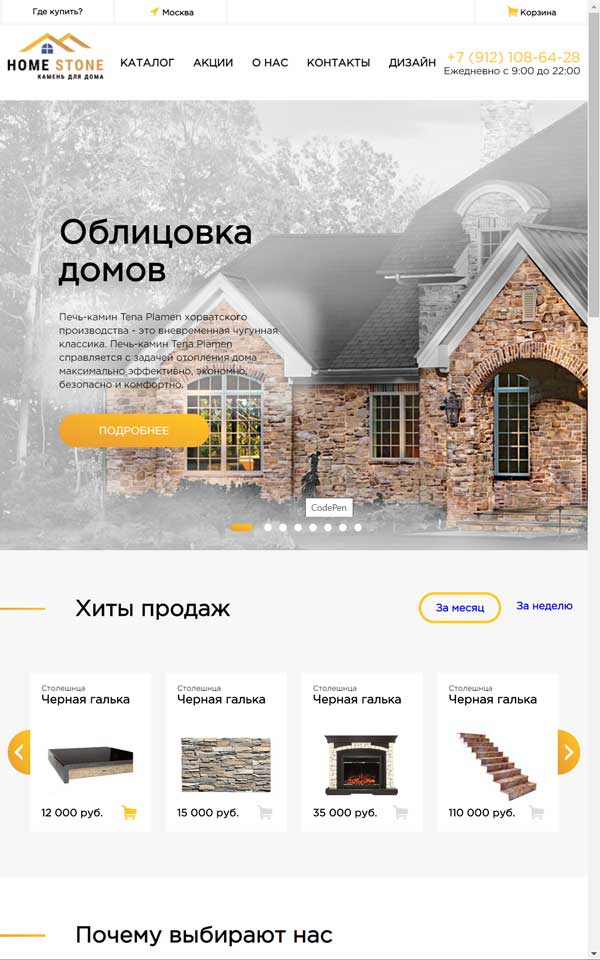 Где купить?
Москва
Корзина
HOME STONE
КАМЕНЬ ДЛЯ ДОМА
КАТАЛОГ
АКЦИИ
О НАС
КОНТАКТЫ
ДИЗАЙН
+7 (912) 108-64-28
Ежедневно с 9:00 до 22:00
Облицовка
домов
Печь-камин Tena Plamen хорватского
производства - это вневременная чугунная
классика. Печь-камин Tena Plamen
справляется с задачей отопления дома
максимально эффективно, экономно,
безопасно и комфортно.
ПОДРОБНЕЕ
CodePen
Хиты продаж
За месяц
За неделю
Столешнца
Черная галька
12 000 руб.
Столешнца
Черная галька
15 000 руб.
Столешнца
Черная галька
35 000 руб.
Столешнца
Черная галька
110 000 руб.
Почему выбирают нас